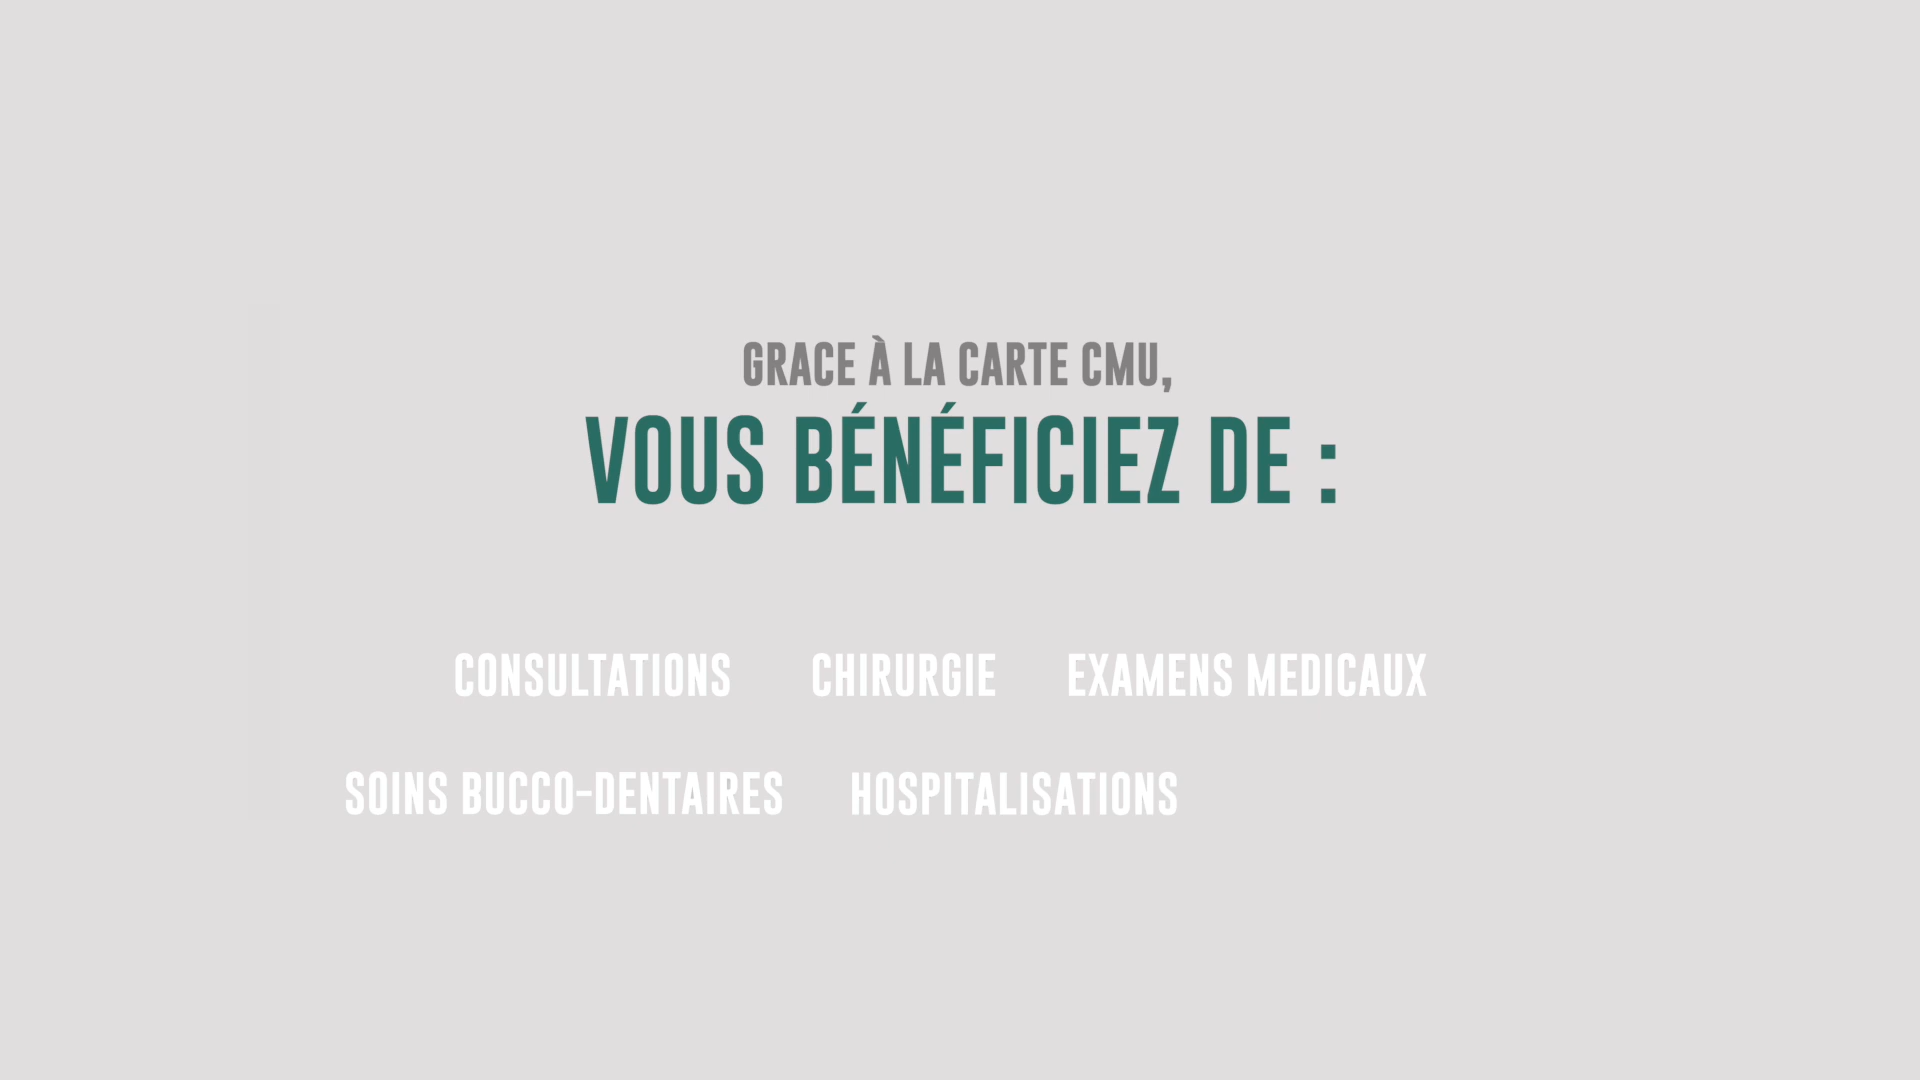 GRACE À LA CARTE CMU,
VOUS BÉNÉFICIEZ DE :
CONSULTATIONS CHIRURGIE EXAMENS MEDICAUX
SOINS BUCCO-DENTAIRES HOSPITALISATIONS